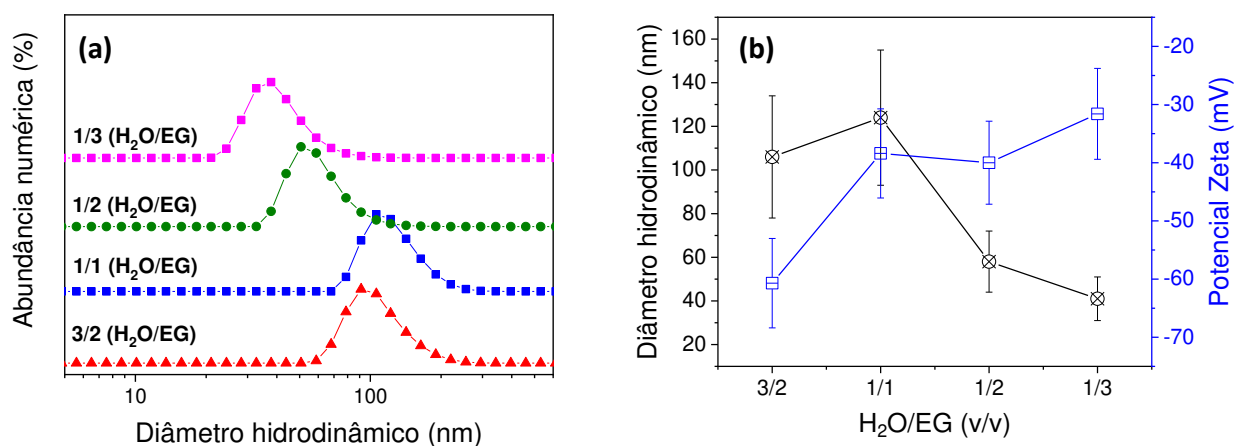 (a)
Abundância numérica (%)
1/3 (H₂O/EG)
1/2 (H₂O/EG)
1/1 (H₂O/EG)
3/2 (H₂O/EG)
10
100
Diâmetro hidrodinâmico (nm)
(b)
Diâmetro hidrodinâmico (nm)
160
140
120
100
80
60
40
20
3/2
1/1
1/2
1/3
H₂O/EG (v/v)
-20
-30
-40
-50
-60
-70
Potencial Zeta (mV)